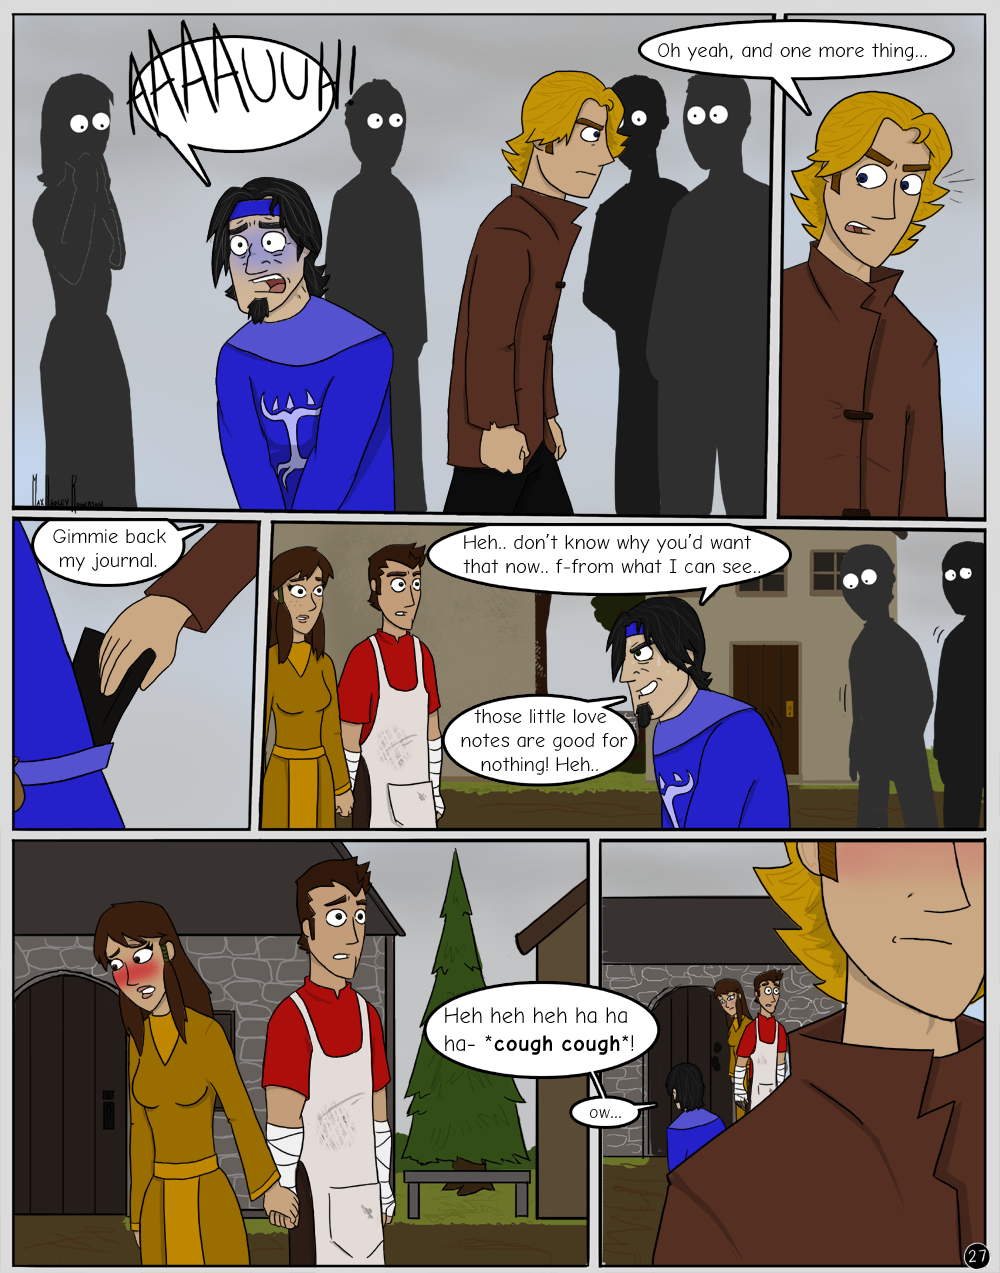 AAAAUUUH!
Oh yeah, and one more thing...
Gimmie back
my journal.
Heh.. don't know why you'd want
that now.. f-from what I can see..
those little love
notes are good for
nothing! Heh..
Heh heh heh ha ha
ha- *cough cough*!
ow...
27